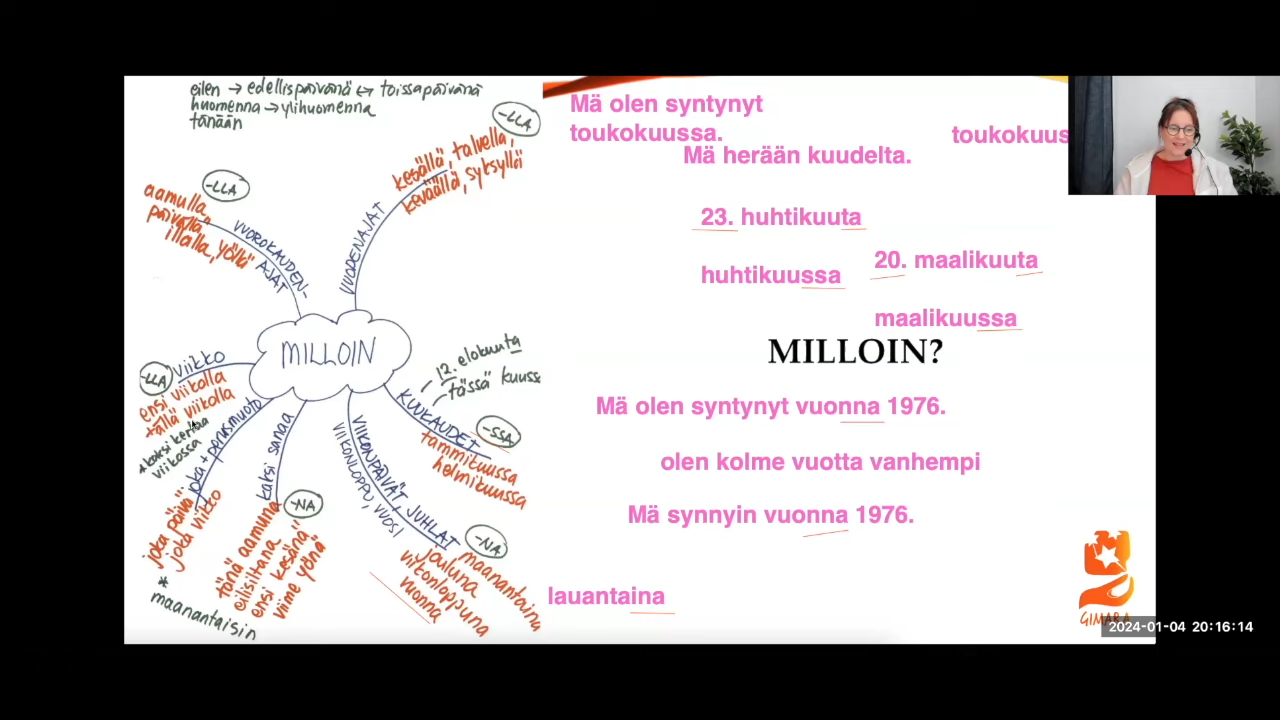 eilen → edellispäivänä ↔ toissapäivänä
huomenna → ylihuomenna
tänään
-LLA
kesällä, talvella,
keväällä, syksyllä
VUODENAJAT
-LLA
aamulla,
päivällä,
illalla, yöllä
VUOROKAUDEN-
AJAT
MILLOIN
-LLA
viikko
ensi viikolla
tällä viikolla
* kaksi kertaa
viikossa
joka + perusmuoto
joka päivä
joka viikko
*
maanantaisin
kaksi sanaa
-NA
tänä aamuna
eilisiltana
ensi kesänä
viime yönä
VIIKONPÄIVÄT, JUHLAT
VIIKONLOPPU, VUOSI
-NA
maanantaina
jouluna
viikonloppuna
vuonna
KUUKAUDET
12. elokuuta
tässä kuuss
-SSA
tammikuussa
helmikuussa
Mä olen syntynyt
toukokuussa.
toukokuus
Mä herään kuudelta.
23. huhtikuuta
20. maalikuuta
huhtikuussa
maalikuussa
MILLOIN?
Mä olen syntynyt vuonna 1976.
olen kolme vuotta vanhempi
Mä synnyin vuonna 1976.
lauantaina
GIMARA
2024-01-04 20:16:14